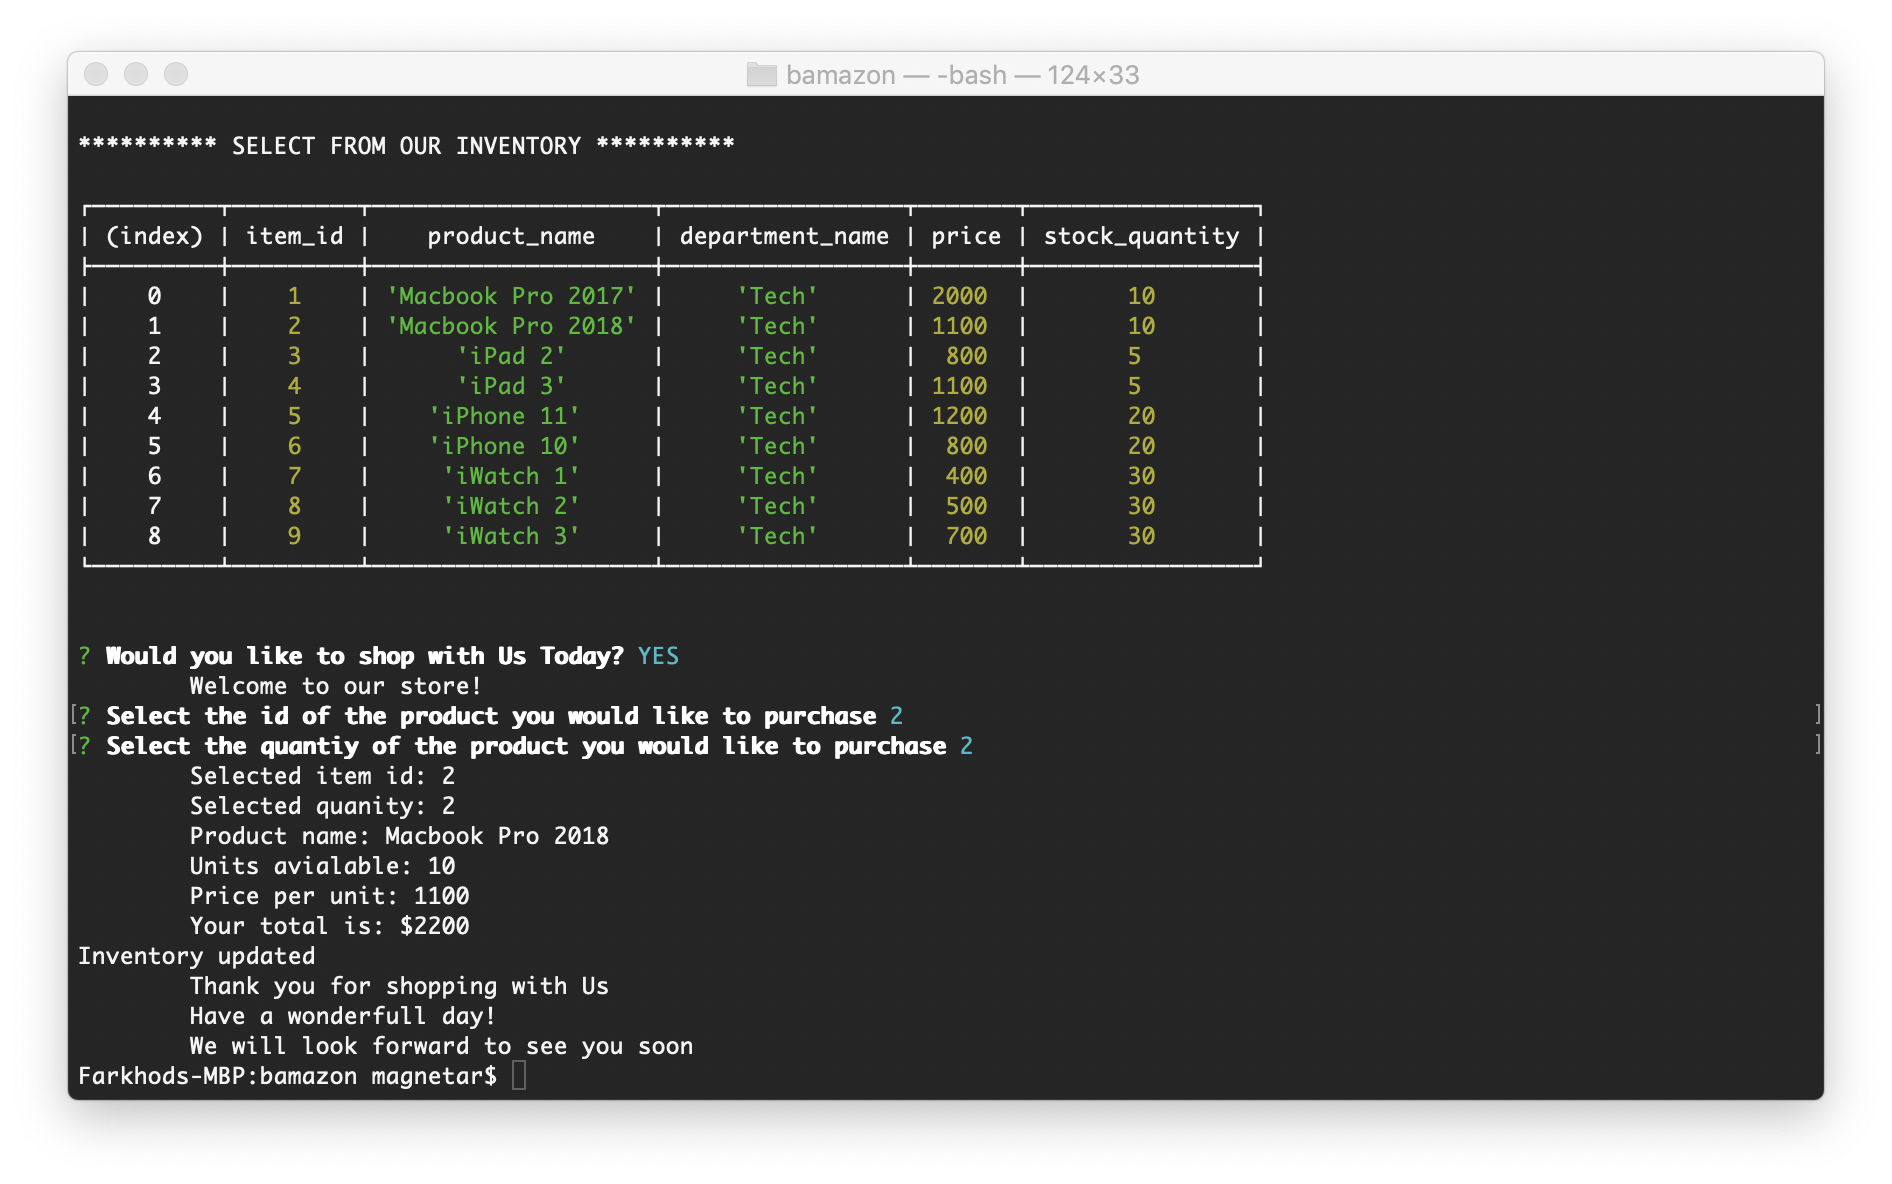 bamazon — -bash — 124×33
********** SELECT FROM OUR INVENTORY **********
(index) | item_id | product_name | department_name | price | stock_quantity
0 | 1 | 'Macbook Pro 2017' | 'Tech' | 2000 | 10
1 | 2 | 'Macbook Pro 2018' | 'Tech' | 1100 | 10
2 | 3 | 'iPad 2' | 'Tech' | 800 | 5
3 | 4 | 'iPad 3' | 'Tech' | 1100 | 5
4 | 5 | 'iPhone 11' | 'Tech' | 1200 | 20
5 | 6 | 'iPhone 10' | 'Tech' | 800 | 20
6 | 7 | 'iWatch 1' | 'Tech' | 400 | 30
7 | 8 | 'iWatch 2' | 'Tech' | 500 | 30
8 | 9 | 'iWatch 3' | 'Tech' | 700 | 30
? Would you like to shop with Us Today? YES
Welcome to our store!
[? Select the id of the product you would like to purchase 2 ]
[? Select the quantiy of the product you would like to purchase 2 ]
Selected item id: 2
Selected quanity: 2
Product name: Macbook Pro 2018
Units avialable: 10
Price per unit: 1100
Your total is: $2200
Inventory updated
Thank you for shopping with Us
Have a wonderfull day!
We will look forward to see you soon
Farkhods-MBP:bamazon magnetar$